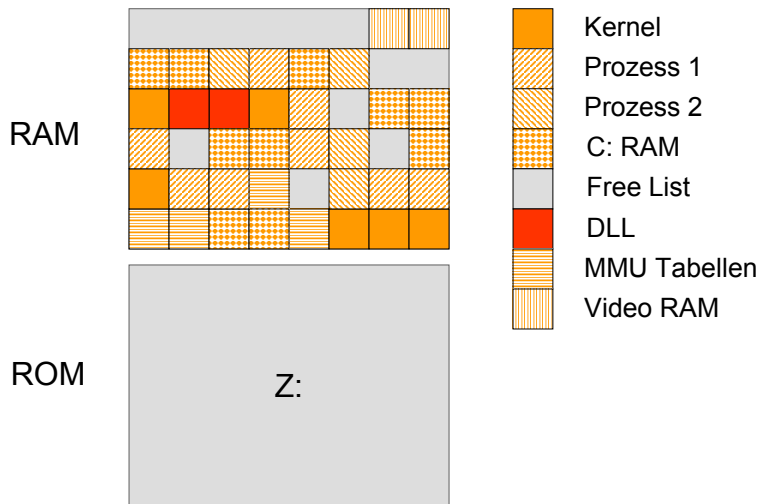 Kernel
Prozess 1
Prozess 2
RAM
C: RAM
Free List
DLL
MMU Tabellen
Video RAM
ROM
Z: